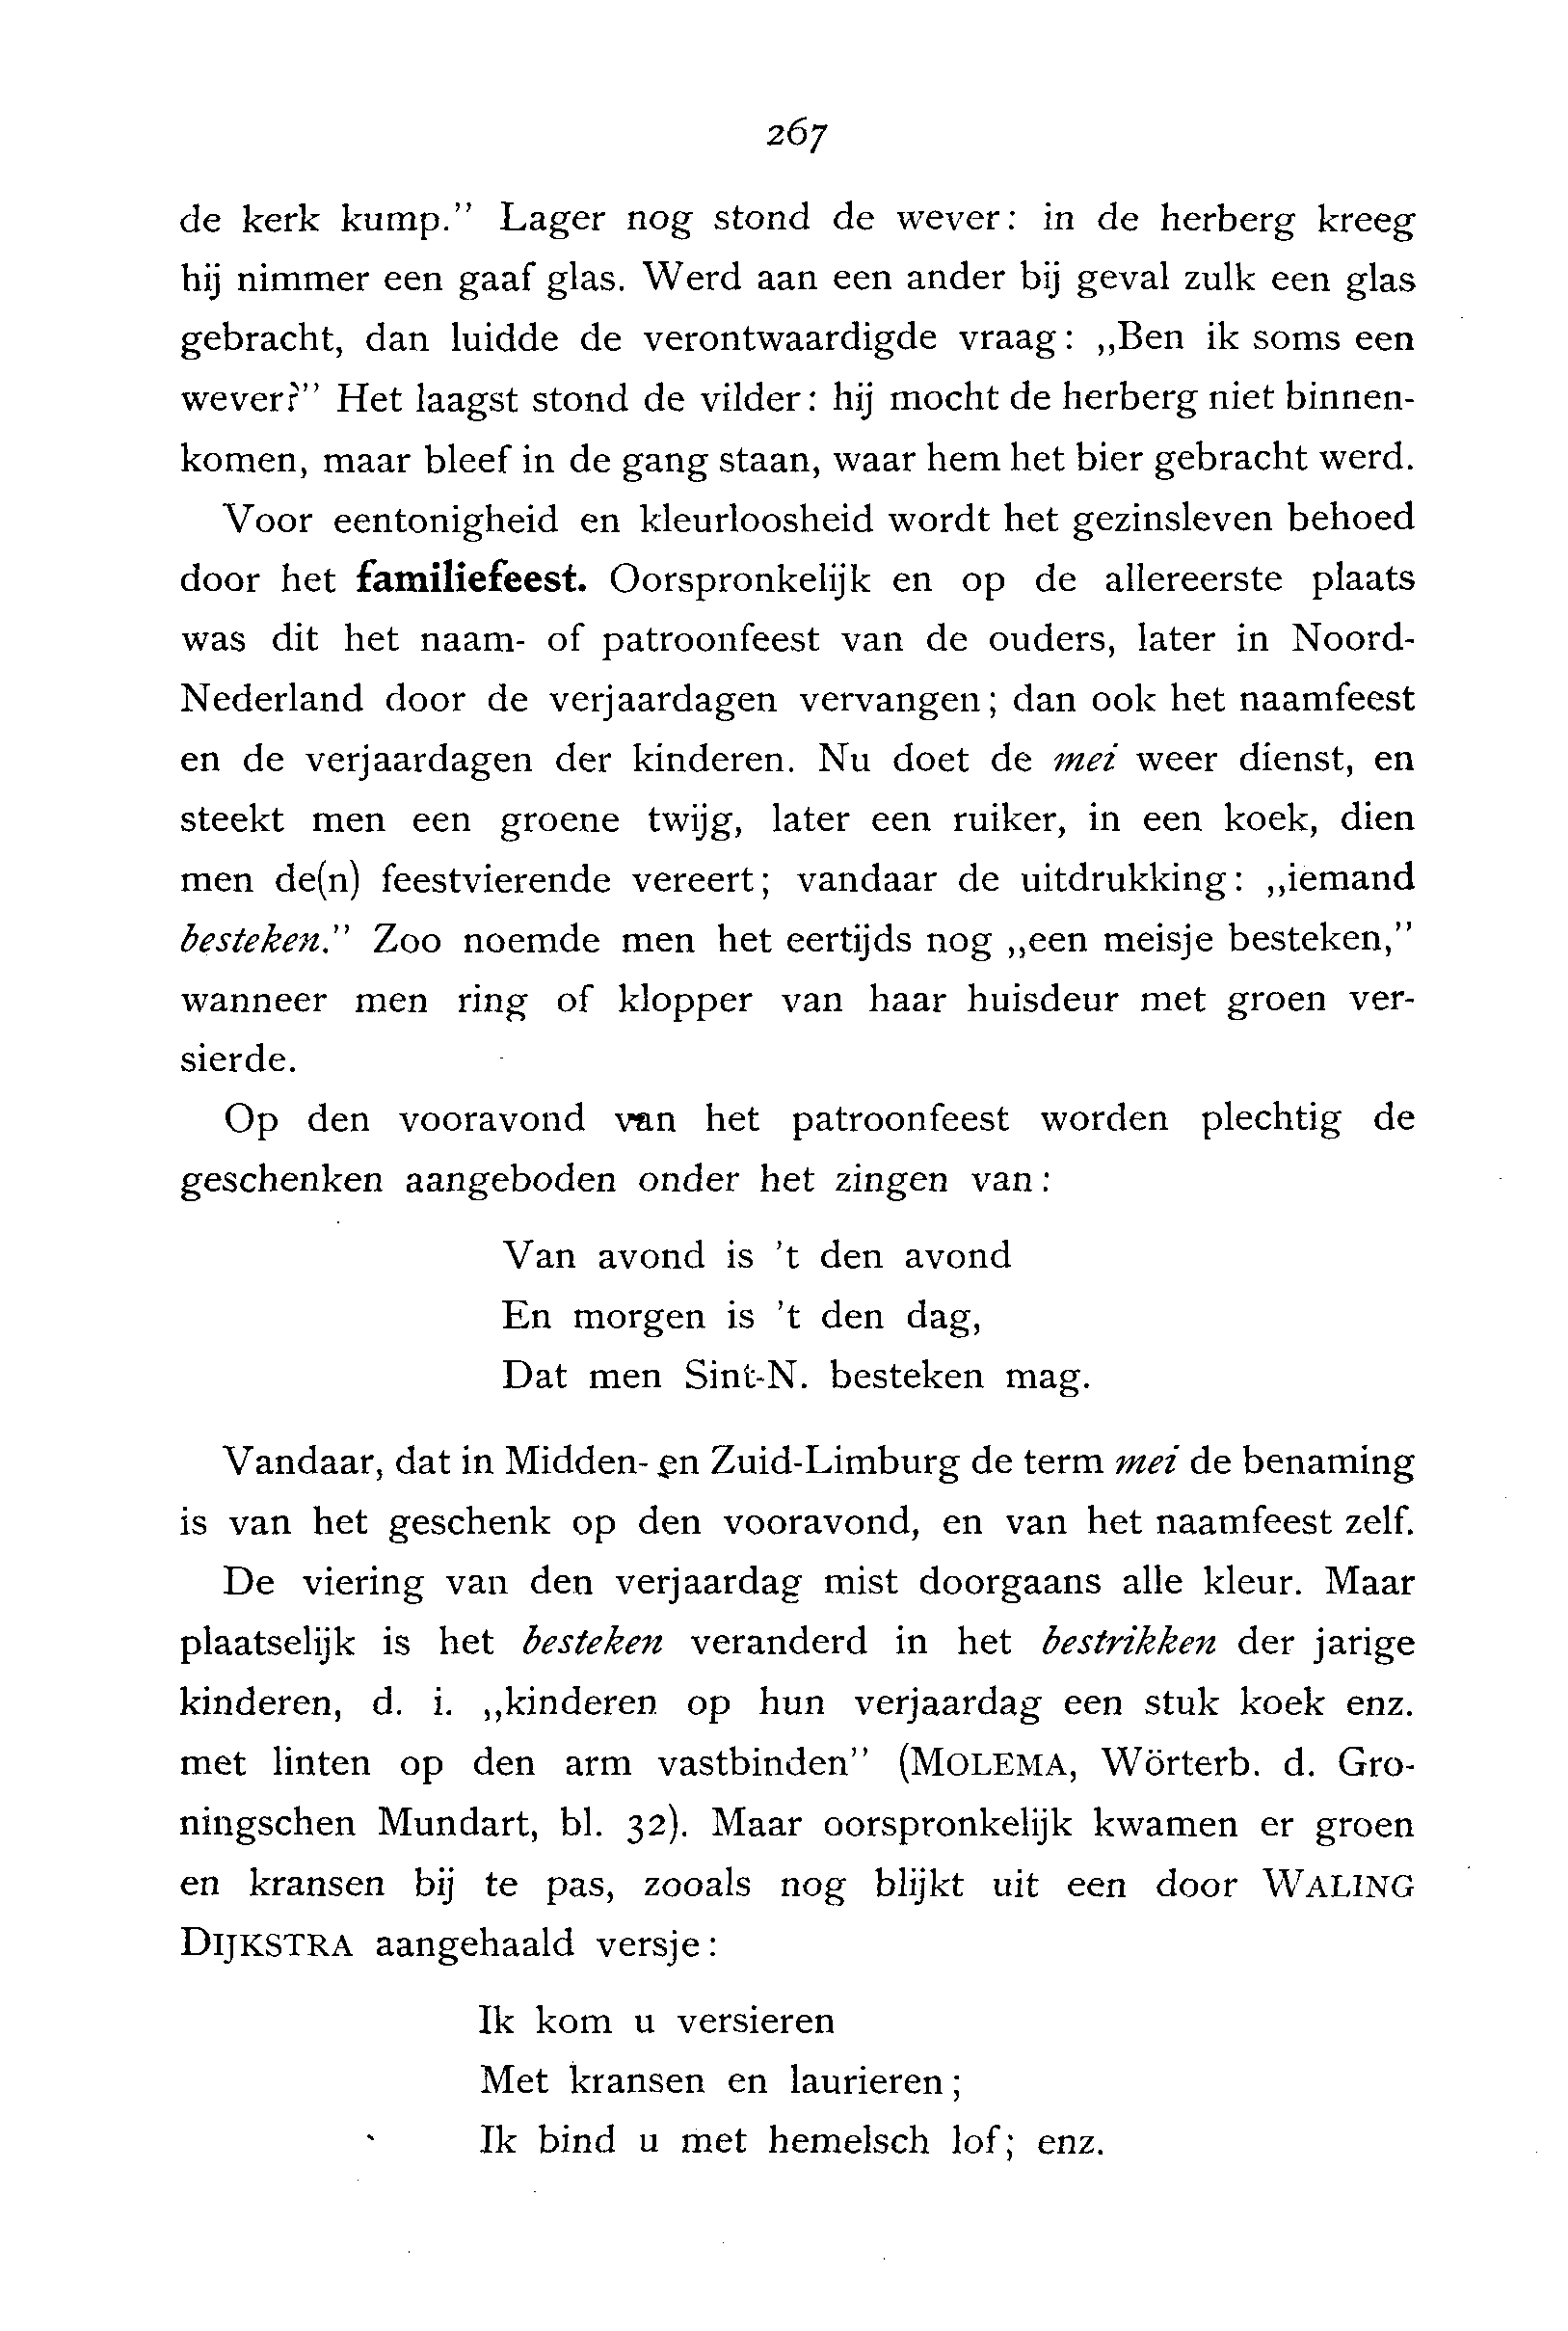 267
de kerk kump.” Lager nog stond de wever: in de herberg kreeg
hij nimmer een gaaf glas. Werd aan een ander bij geval zulk een glas
gebracht, dan luidde de verontwaardigde vraag: „Ben ik soms een
wever?” Het laagst stond de vilder: hij mocht de herberg niet binnen-
komen, maar bleef in de gang staan, waar hem het bier gebracht werd.
Voor eentonigheid en kleurloosheid wordt het gezinsleven behoed
door het familiefeest. Oorspronkelijk en op de allereerste plaats
was dit het naam- of patroonfeest van de ouders, later in Noord-
Nederland door de verjaardagen vervangen; dan ook het naamfeest
en de verjaardagen der kinderen. Nu doet de mei weer dienst, en
steekt men een groene twijg, later een ruiker, in een koek, dien
men de(n) feestvierende vereert; vandaar de uitdrukking: „iemand
besteken.” Zoo noemde men het eertijds nog „een meisje besteken,”
wanneer men ring of klopper van haar huisdeur met groen ver-
sierde.
Op den vooravond van het patroonfeest worden plechtig de
geschenken aangeboden onder het zingen van:
Van avond is ’t den avond
En morgen is ’t den dag,
Dat men Sint-N. besteken mag.
Vandaar, dat in Midden- en Zuid-Limburg de term mei de benaming
is van het geschenk op den vooravond, en van het naamfeest zelf.
De viering van den verjaardag mist doorgaans alle kleur. Maar
plaatselijk is het besteken veranderd in het bestrikken der jarige
kinderen, d. i. „kinderen op hun verjaardag een stuk koek enz.
met linten op den arm vastbinden” (MOLEMA, Wörterb. d. Gro-
ningschen Mundart, bl. 32). Maar oorspronkelijk kwamen er groen
en kransen bij te pas, zooals nog blijkt uit een door WALING
DIJKSTRA aangehaald versje:
Ik kom u versieren
Met kransen en laurieren;
Ik bind u met hemelsch lof; enz.